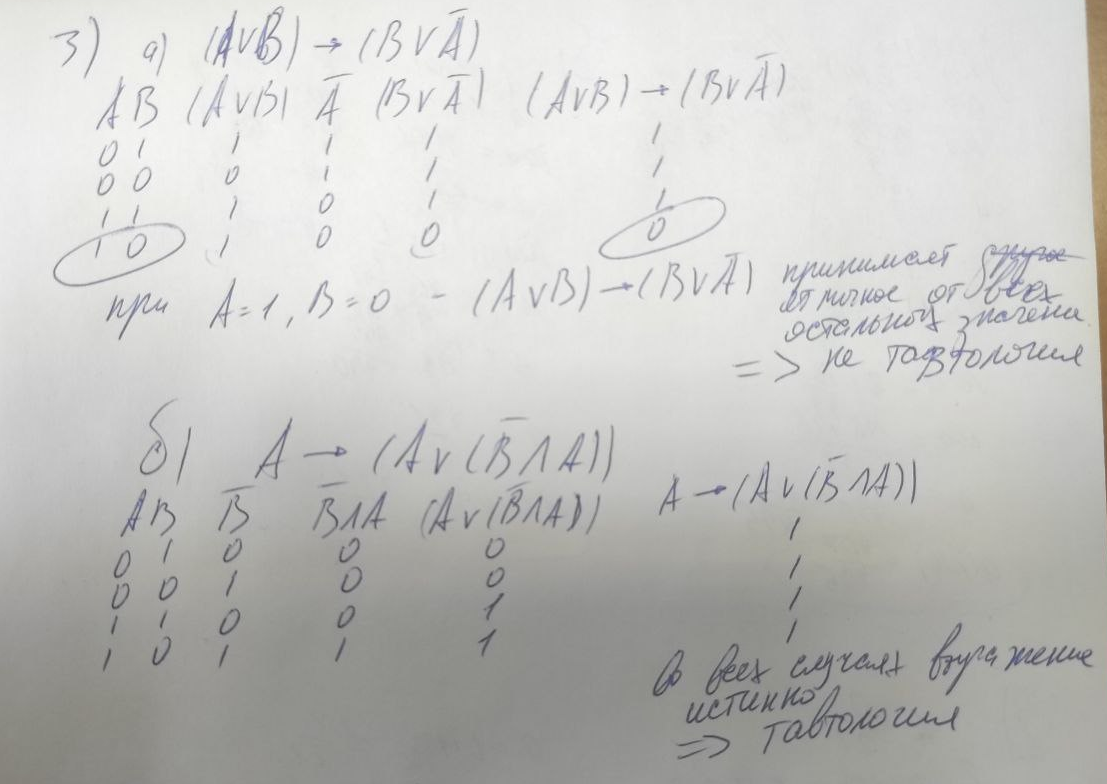 3) а) (A∨B) → (B∨A̅)
A B (A∨B) A̅ (B∨A̅) (A∨B) → (B∨A̅)
0 1 1 1 1 1
0 0 0 1 1 1
1 1 1 0 1 1
1 0 1 0 0 0
при A=1, B=0 - (A∨B) → (B∨A̅) принимает
отличное от всех
остальных значени
=> не тавтология
б) A → (A∨(B̅∧A))
A B B̅ B̅∧A (A∨(B̅∧A)) A → (A∨(B̅∧A))
0 1 0 0 0 1
0 0 1 0 0 1
1 1 0 0 1 1
1 0 1 1 1 1
Во всех случаях выражение
истинно
=> тавтология